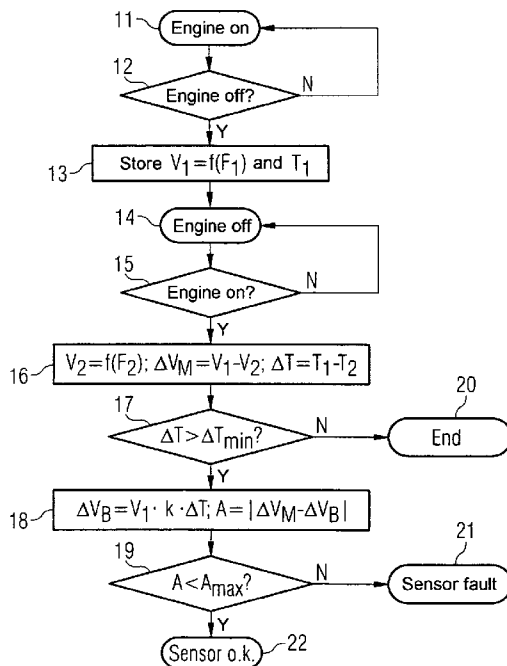 11
Engine on
12
Engine off?
N
Y
13
Store V₁=f(F₁) and T₁
14
Engine off
15
Engine on?
N
Y
16
V₂=f(F₂); ΔV_M=V₁-V₂; ΔT=T₁-T₂
17
ΔT>ΔT_min?
N
20
End
Y
18
ΔV_B=V₁· k ·ΔT; A=|ΔV_M-ΔV_B|
19
A<A_max?
N
21
Sensor fault
Y
Sensor o.k.
22